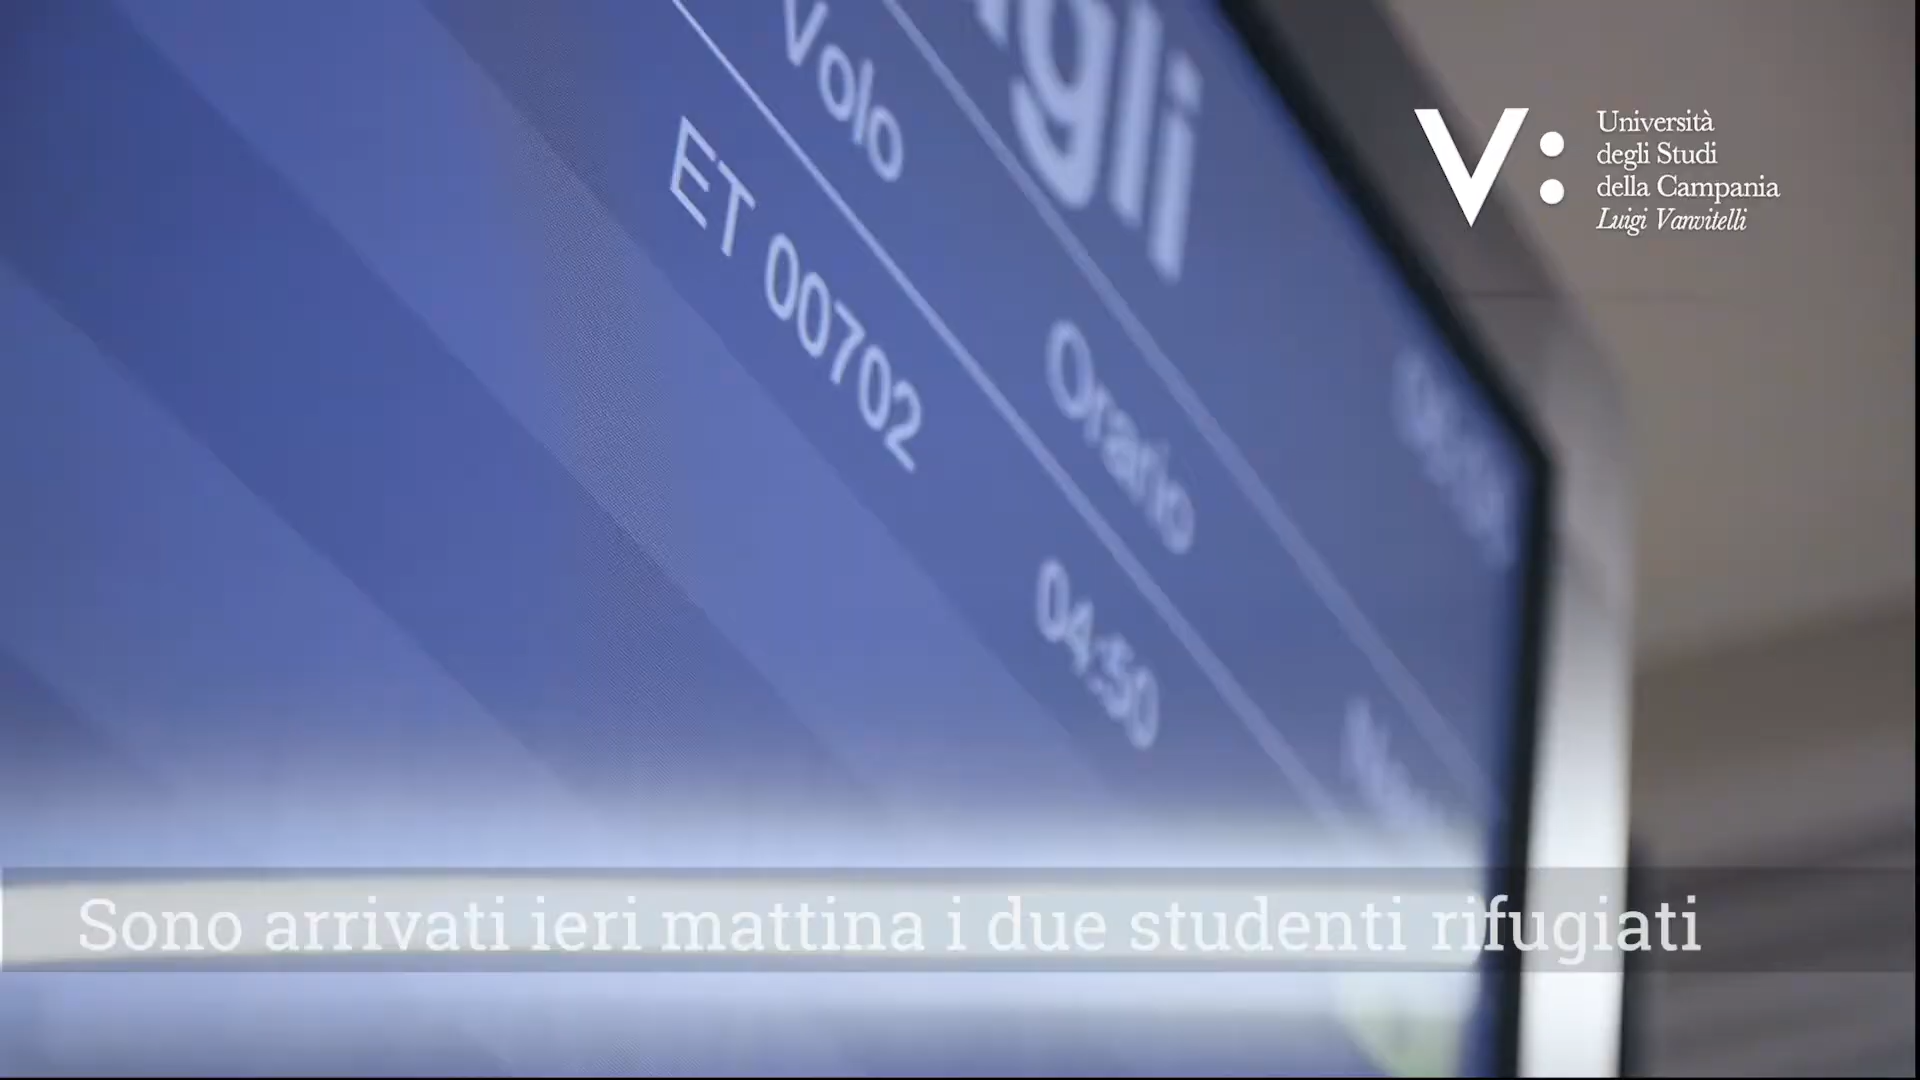 Volo
ET 00702
Orario
04:50
Università
degli Studi
della Campania
Luigi Vanvitelli
Sono arrivati ieri mattina i due studenti rifugiati